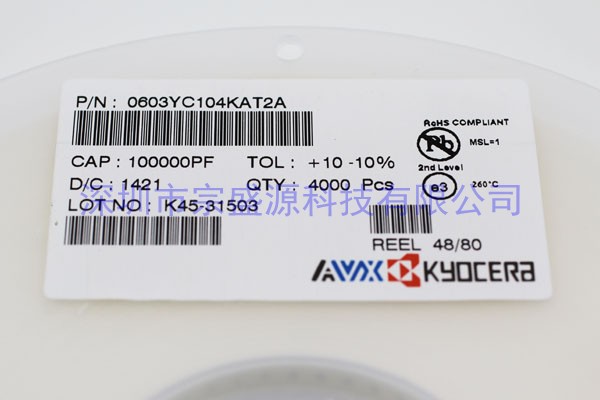 P/N : 0603YC104KAT2A
RoHS COMPLIANT
Pb
MSL=1
CAP : 100000PF TOL : +10 -10%
2nd Level
D/C : 1421 QTY : 4000 Pcs
e3
260°C
深圳市宗盛源科技有限公司
LOT NO : K45-31503
REEL 48/80
AVX KYOCERA